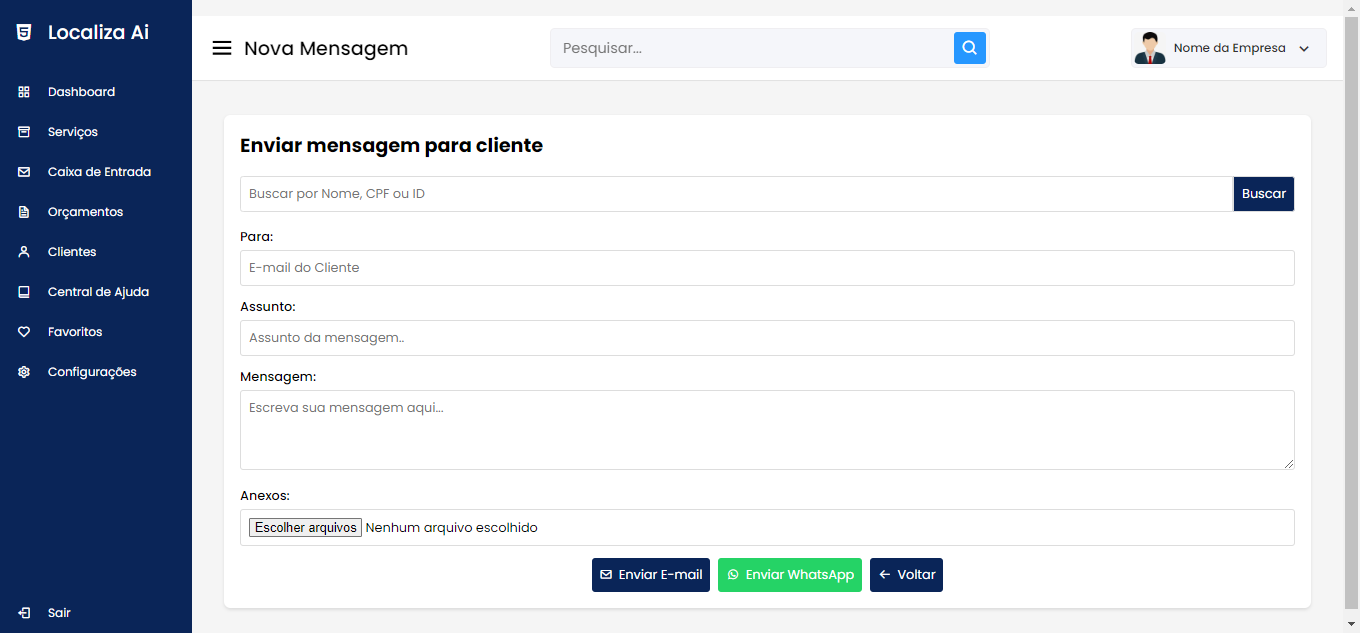 Localiza Ai
Dashboard
Serviços
Caixa de Entrada
Orçamentos
Clientes
Central de Ajuda
Favoritos
Configurações
Sair
Nova Mensagem
Pesquisar...
Nome da Empresa
Enviar mensagem para cliente
Buscar por Nome, CPF ou ID
Buscar
Para:
E-mail do Cliente
Assunto:
Assunto da mensagem..
Mensagem:
Escreva sua mensagem aqui...
Anexos:
Escolher arquivos Nenhum arquivo escolhido
Enviar E-mail
Enviar WhatsApp
Voltar